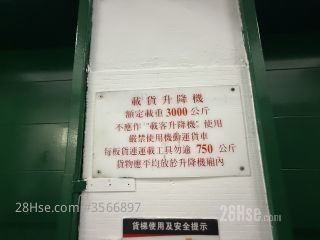 載貨升降機
額定載重 3000 公斤
不應作“載客升降機”使用
嚴禁使用機動運貨車
每板貨連運載工具勿逾 750 公斤
貨物應平均放於升降機廂內
28Hse.com #3566897
28Hse.com
貨梯使用及安全提示